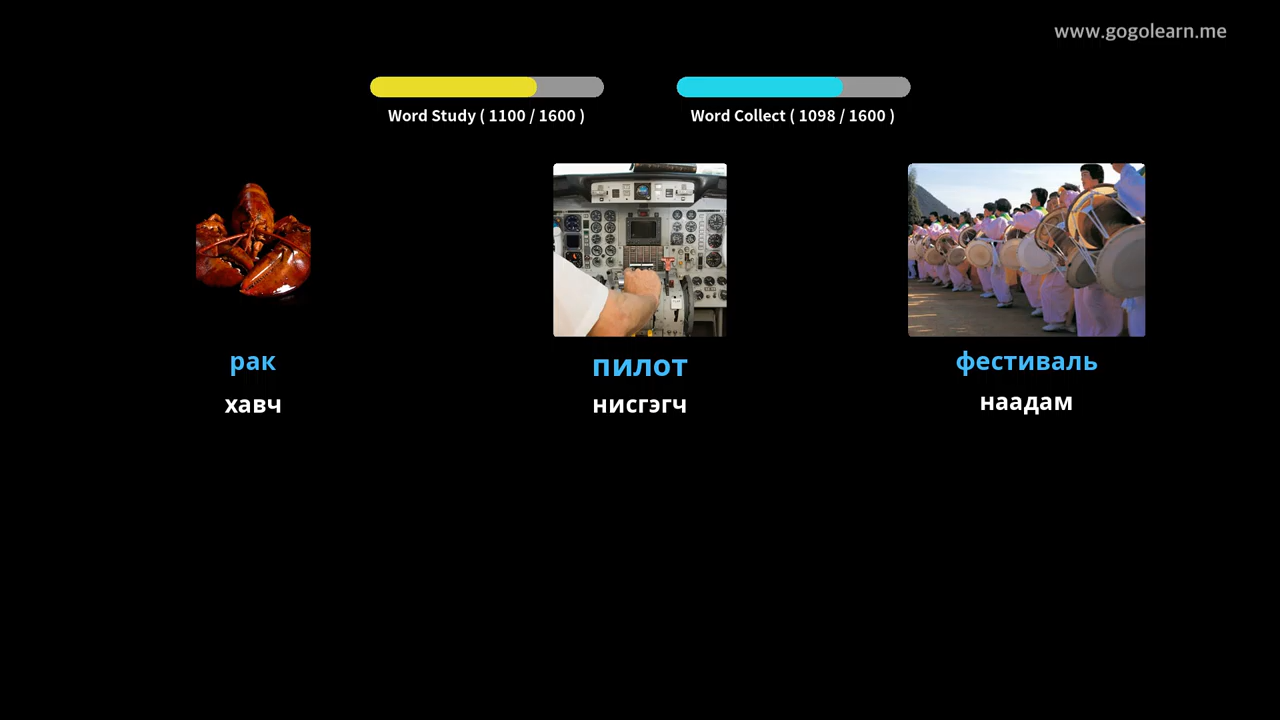 www.gogolearn.me
Word Study ( 1100 / 1600 )
Word Collect ( 1098 / 1600 )
рак
хавч
пилот
нисгэгч
фестиваль
наадам